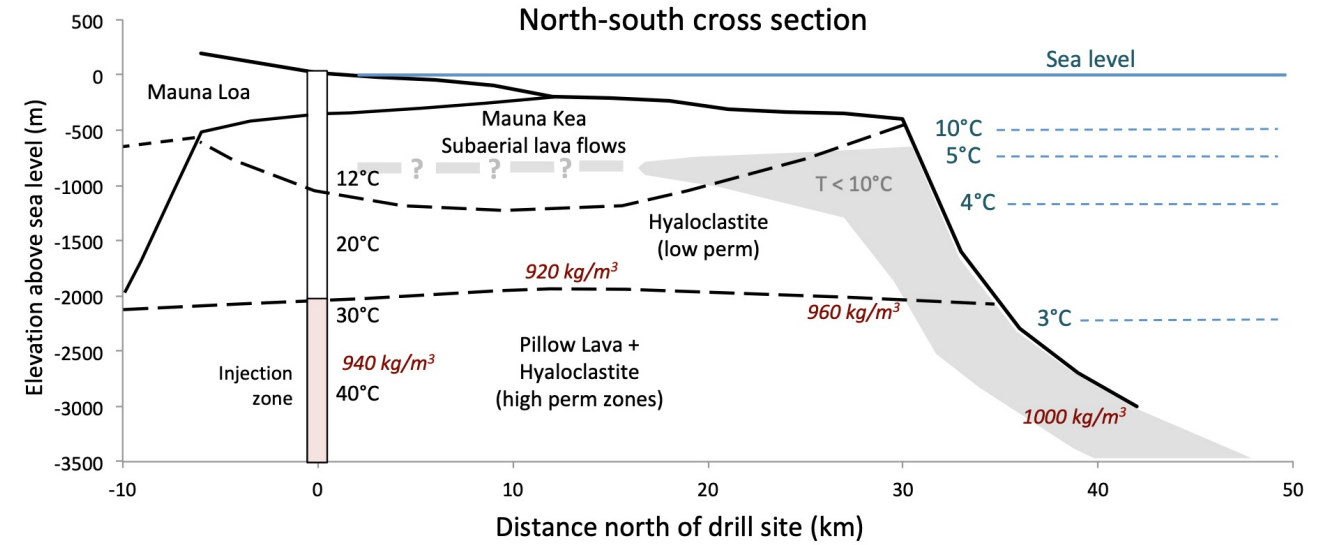 North-south cross section
500
0
-500
-1000
-1500
-2000
-2500
-3000
-3500
Elevation above sea level (m)
Sea level
Mauna Loa
Mauna Kea
Subaerial lava flows
? ? ?
12°C
20°C
30°C
40°C
T < 10°C
10°C
5°C
4°C
3°C
Hyaloclastite
(low perm)
920 kg/m³
960 kg/m³
940 kg/m³
1000 kg/m³
Injection
zone
Pillow Lava +
Hyaloclastite
(high perm zones)
-10 0 10 20 30 40 50
Distance north of drill site (km)